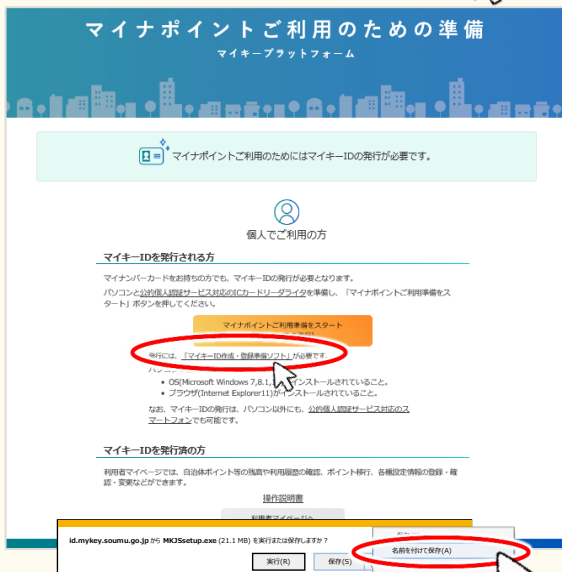 マイナポイントご利用のための準備
マイキープラットフォーム
マイナポイントご利用のためにはマイキーIDの発行が必要です。
個人でご利用の方
マイキーIDを発行される方
マイナンバーカードをお持ちの方でも、マイキーIDの発行が必要となります。
パソコンと公的個人認証サービス対応のICカードリーダライタを準備し、「マイナポイントご利用準備をス
タート」ボタンを押してください。
マイナポイントご利用準備をスタート
発行には、「マイキーID作成・登録準備ソフト」が必要です。
• OS(Microsoft Windows 7,8.1,ンストールされていること。
• ブラウザ(Internet Explorer11)がインストールされていること。
なお、マイキーIDの発行は、パソコン以外にも、公的個人認証サービス対応のス
マートフォンでも可能です。
マイキーIDを発行済の方
利用者マイページでは、自治体ポイント等の残高や利用履歴の確認、ポイント移行、各種設定情報の登録・確
認・変更などができます。
操作説明書
利用者マイページへ
id.mykey.soumu.go.jp から MKJSsetup.exe (21.1 MB) を実行または保存しますか?
実行(R)
保存(S)
名前を付けて保存(A)